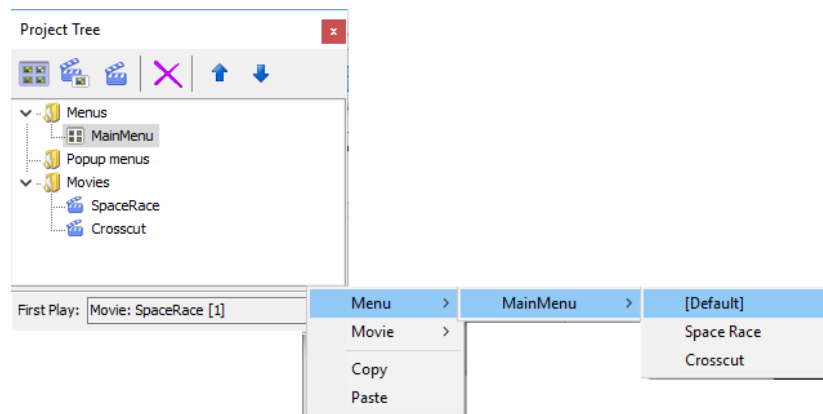 Project Tree
x
Menus
MainMenu
Popup menus
Movies
SpaceRace
Crosscut
First Play: Movie: SpaceRace [1]
Menu > MainMenu > [Default]
Movie > Space Race
Crosscut
Copy
Paste